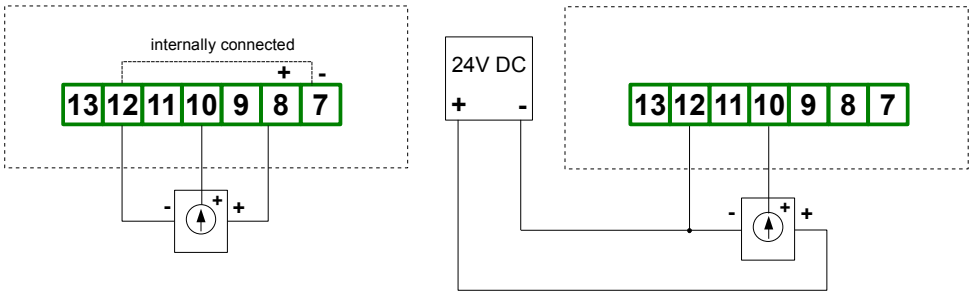 internally connected
+ -
13 12 11 10 9 8 7
- + +
24V DC
+ -
13 12 11 10 9 8 7
- + +